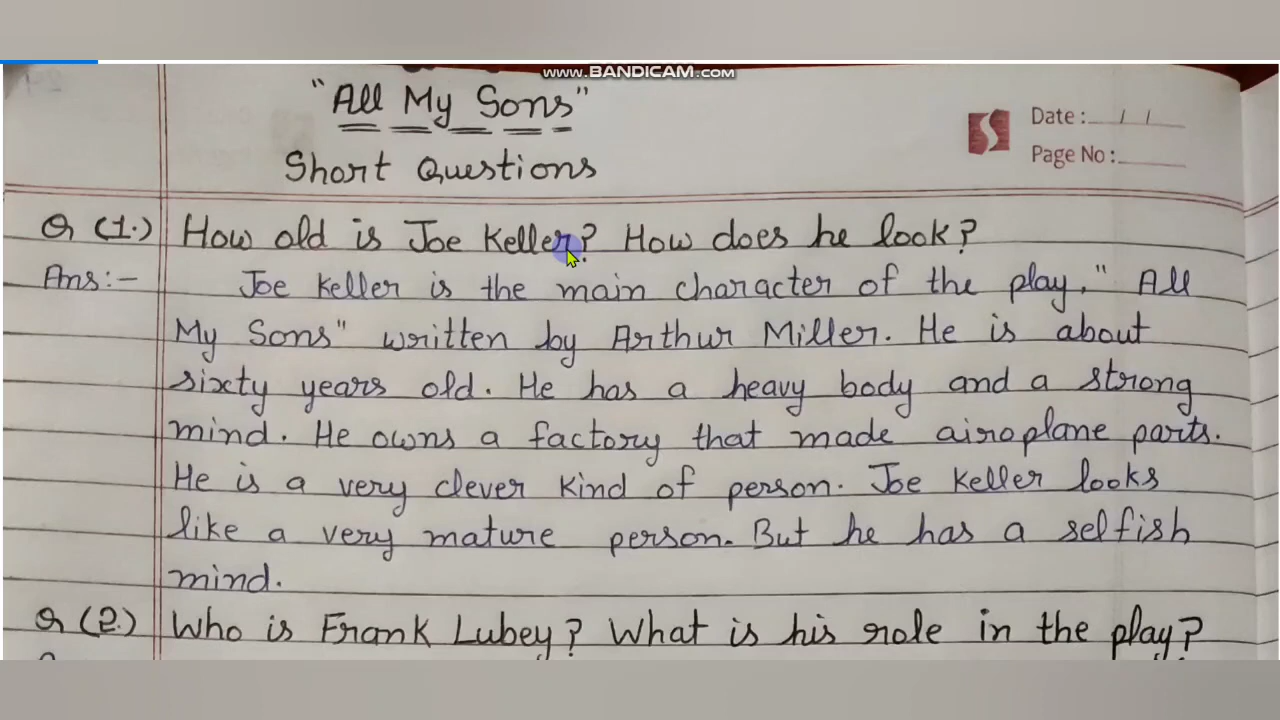 www.BANDICAM.com
"All My Sons"
Short Questions
Date : / /
Page No :
Q (1.) How old is Joe Keller? How does he look?
Ans:- Joe Keller is the main character of the play, " All
My Sons" written by Arthur Miller. He is about
sixty years old. He has a heavy body and a strong
mind. He owns a factory that made airoplane parts.
He is a very clever kind of person. Joe Keller looks
like a very mature person. But he has a selfish
mind.
Q (2.) Who is Frank Lubey? What is his role in the play?